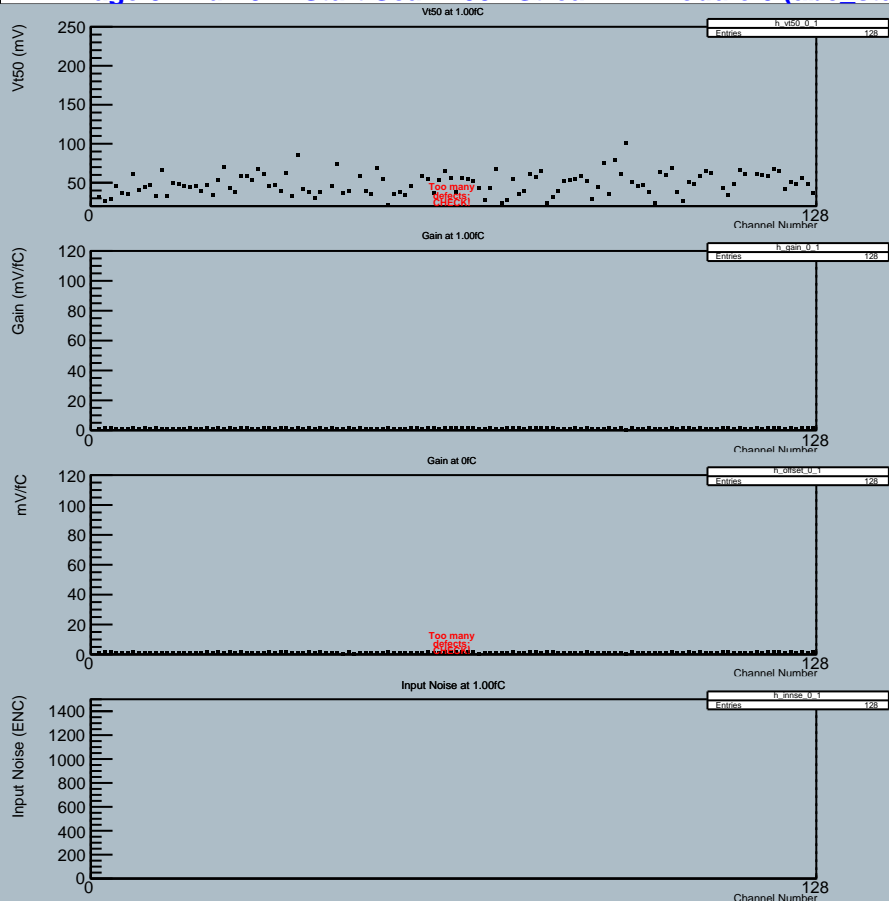 Vt50 at 1.00fC
h_vt50_0_1
Entries 128
Vt50 (mV)
250
200
150
100
50
Too many
defects:
CHECK!
0
128
Channel Number
Gain at 1.00fC
h_gain_0_1
Entries 128
Gain (mV/fC)
120
100
80
60
40
20
0
0
128
Channel Number
Gain at 0fC
h_offset_0_1
Entries 128
mV/fC
120
100
80
60
40
20
Too many
defects:
CHECK!
0
0
128
Channel Number
Input Noise at 1.00fC
h_innse_0_1
Entries 128
Input Noise (ENC)
1400
1200
1000
800
600
400
200
0
0
128
Channel Number